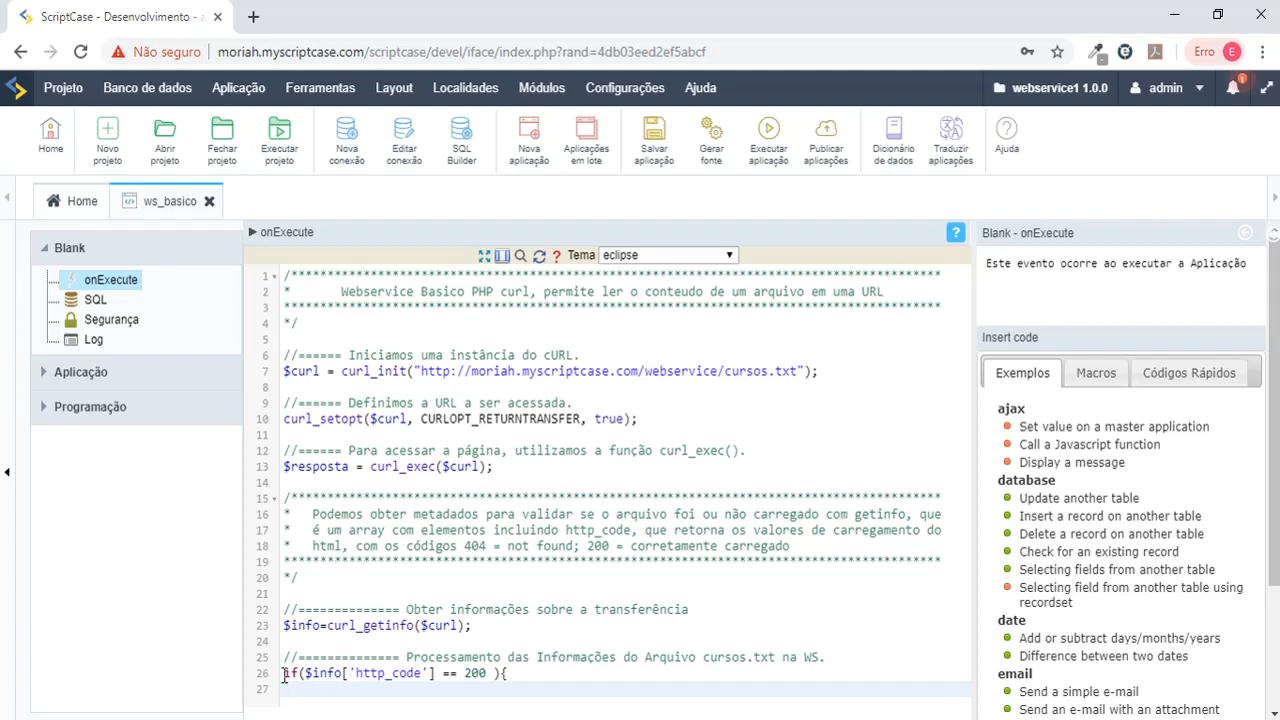 ScriptCase - Desenvolvimento - a
Não seguro
moriah.myscriptcase.com/scriptcase/devel/iface/index.php?rand=4db03eed2ef5abcf
Erro E
Projeto Banco de dados Aplicação Ferramentas Layout Localidades Módulos Configurações Ajuda webservice1 1.0.0 admin 1
Home
Novo projeto
Abrir projeto
Fechar projeto
Executar projeto
Nova conexão
Editar conexão
SQL Builder
Nova aplicação
Aplicações em lote
Salvar aplicação
Gerar fonte
Executar aplicação
Publicar aplicações
Dicionário de dados
Traduzir aplicações
Ajuda
Home
ws_basico
Blank
onExecute
SQL
Segurança
Log
Aplicação
Programação
onExecute
?
? Tema eclipse
1 /******************************************************************************************
2 * Webservice Basico PHP curl, permite ler o conteudo de um arquivo em uma URL
3 *******************************************************************************************
4 */
5
6 //====== Iniciamos uma instância do cURL.
7 $curl = curl_init("http://moriah.myscriptcase.com/webservice/cursos.txt");
8
9 //====== Definimos a URL a ser acessada.
10 curl_setopt($curl, CURLOPT_RETURNTRANSFER, true);
11
12 //====== Para acessar a página, utilizamos a função curl_exec().
13 $resposta = curl_exec($curl);
14
15 /******************************************************************************************
16 * Podemos obter metadados para validar se o arquivo foi ou não carregado com getinfo, que
17 * é um array com elementos incluindo http_code, que retorna os valores de carregamento do
18 * html, com os códigos 404 = not found; 200 = corretamente carregado
19 *******************************************************************************************
20 */
21
22 //============== Obter informações sobre a transferência
23 $info=curl_getinfo($curl);
24
25 //============== Processamento das Informações do Arquivo cursos.txt na WS.
26 if($info['http_code'] == 200 ){
27
Blank - onExecute
Este evento ocorre ao executar a Aplicação
Insert code
Exemplos Macros Códigos Rápidos
ajax
Set value on a master application
Call a Javascript function
Display a message
database
Update another table
Insert a record on another table
Delete a record on another table
Check for an existing record
Selecting fields from another table
Selecting field from another table using
recordset
date
Add or subtract days/months/years
Difference between two dates
email
Send a simple e-mail
Send an e-mail with an attachment